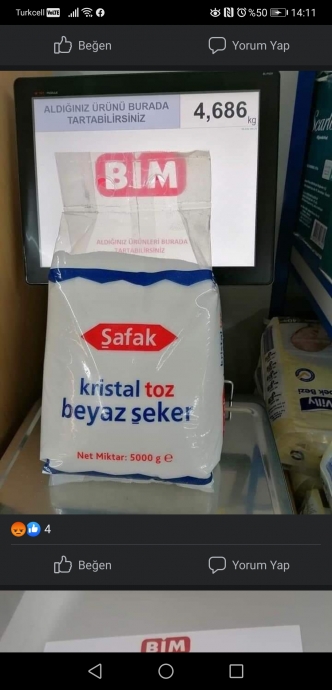 Turkcell VoLTE %50 14:11
Beğen Yorum Yap
ALDIĞINIZ ÜRÜNÜ BURADA
TARTABİLİRSİNİZ
4,686 kg
BİM
ALDIĞINIZ ÜRÜNLERİ BURADA
TARTABİLİRSİNİZ
Şafak
kristal toz
beyaz şeker
Net Miktar: 5000 g e
4
Beğen Yorum Yap
BİM